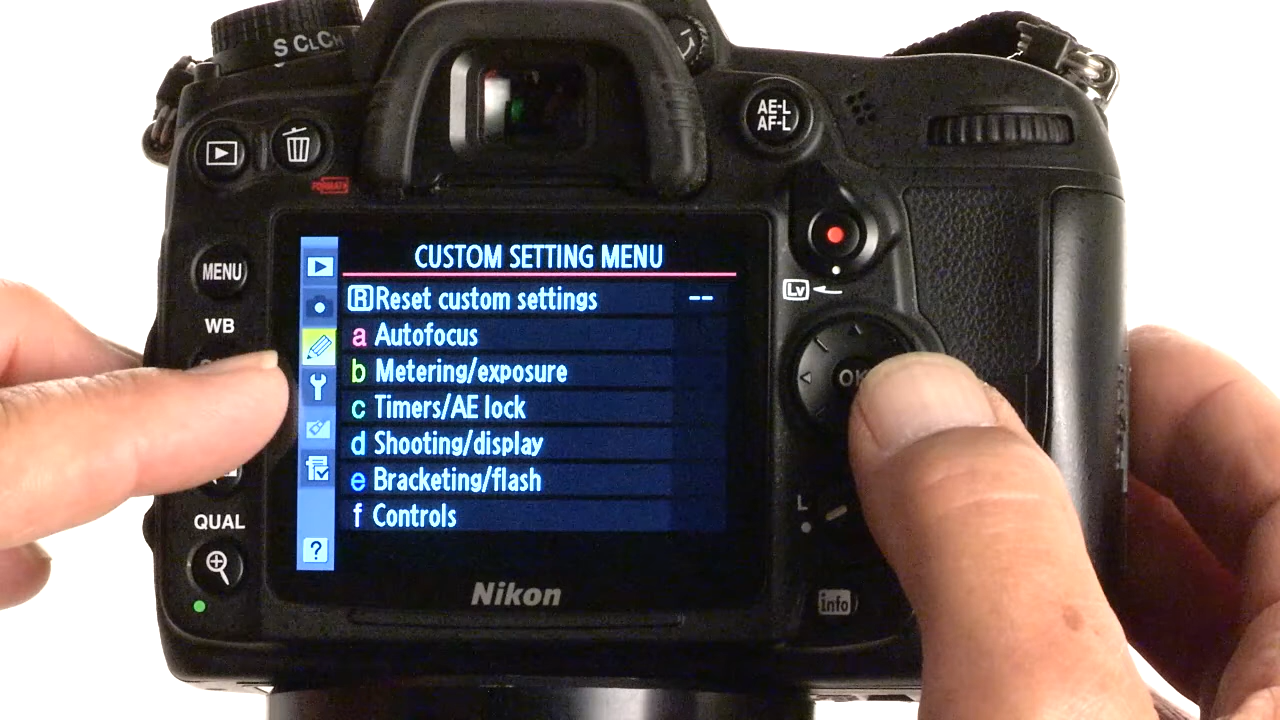 S CL CH
AE-L
AF-L
FORMAT
MENU
WB
QUAL
CUSTOM SETTING MENU
R Reset custom settings --
a Autofocus
b Metering/exposure
c Timers/AE lock
d Shooting/display
e Bracketing/flash
f Controls
?
Lv
OK
L
info
Nikon